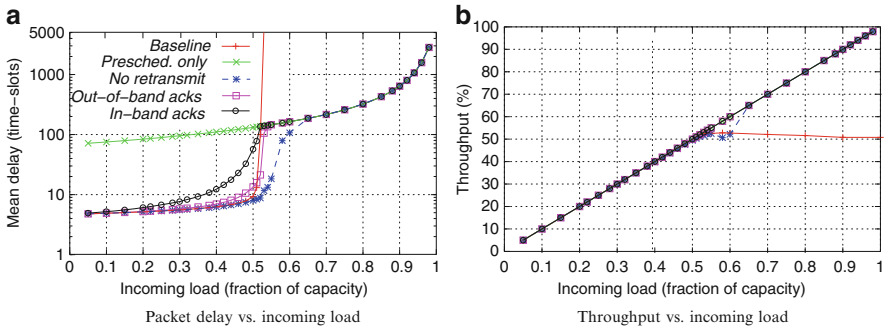 a
5000
1000
100
10
1
Mean delay (time-slots)
Baseline
Presched. only
No retransmit
Out-of-band acks
In-band acks
0 0.1 0.2 0.3 0.4 0.5 0.6 0.7 0.8 0.9 1
Incoming load (fraction of capacity)
Packet delay vs. incoming load
b
100
90
80
70
60
50
40
30
20
10
0
Throughput (%)
0 0.1 0.2 0.3 0.4 0.5 0.6 0.7 0.8 0.9 1
Incoming load (fraction of capacity)
Throughput vs. incoming load